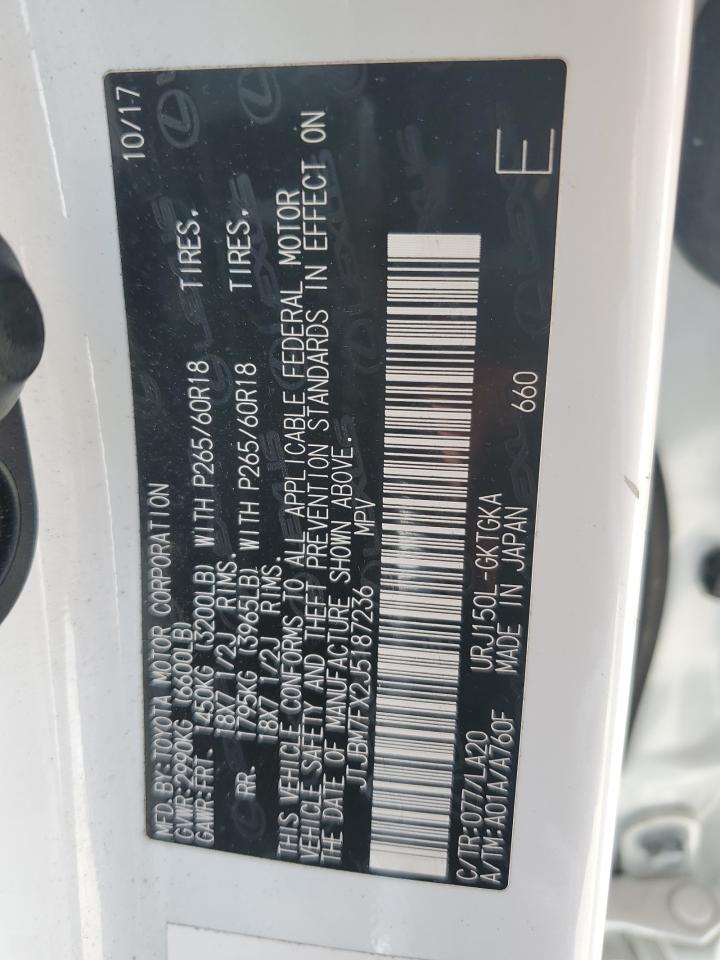 MFD.BY:TOYOTA MOTOR CORPORATION 10/17
GVWR:2990KG (6600LB)
GAWR:FRT 1450KG (3200LB) WITH P265/60R18 TIRES.
18X7 1/2J RIMS.
RR 1795KG (3965LB) WITH P265/60R18 TIRES.
18X7 1/2J RIMS.
THIS VEHICLE CONFORMS TO ALL APPLICABLE FEDERAL MOTOR
VEHICLE SAFETY AND THEFT PREVENTION STANDARDS IN EFFECT ON
THE DATE OF MANUFACTURE SHOWN ABOVE.
JTJBM7FX2J5187236 MPV
C/TR:077/LA20 URJ150L-GKTGKA
A/TM:A01A/A760F MADE IN JAPAN 660 E